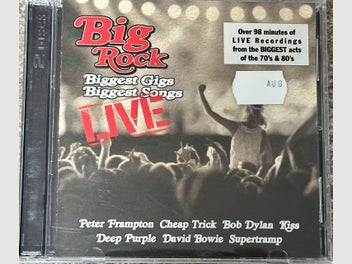 Big
Rock
Biggest Gigs
Biggest Songs
LIVE
Over 98 minutes of
LIVE Recordings
from the BIGGEST acts
of the 70's & 80's
AUG
Peter Frampton Cheap Trick Bob Dylan Kiss
Deep Purple David Bowie Supertramp